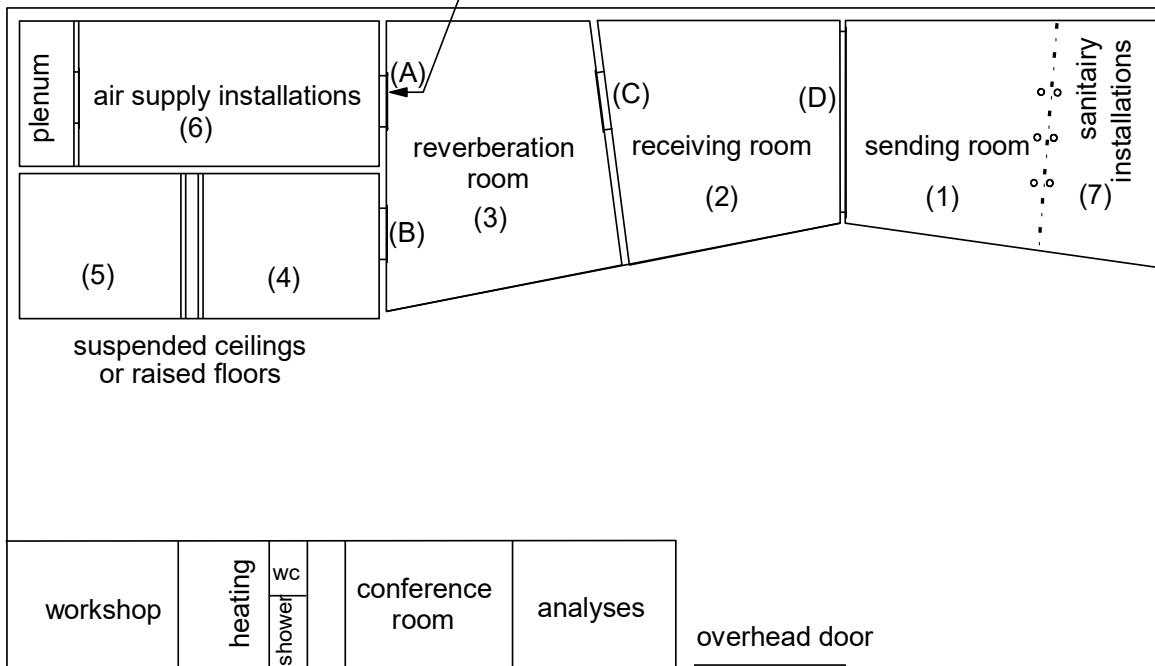 plenum
air supply installations
(6)
(A)
(B)
reverberation
room
(3)
(C)
receiving room
(2)
(D)
sending room
(1)
sanitairy
installations
(7)
(5)
(4)
suspended ceilings
or raised floors
workshop
heating
wc
shower
conference
room
analyses
overhead door